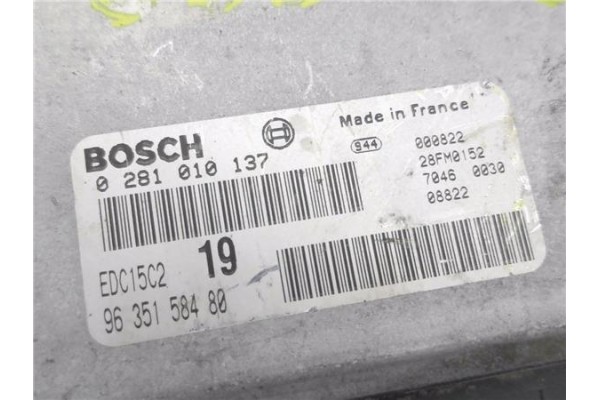 BOSCH
0 281 010 137
EDC15C2 19
96 351 584 80
Made in France
944 000822
28FM0152
7046 0030
08822